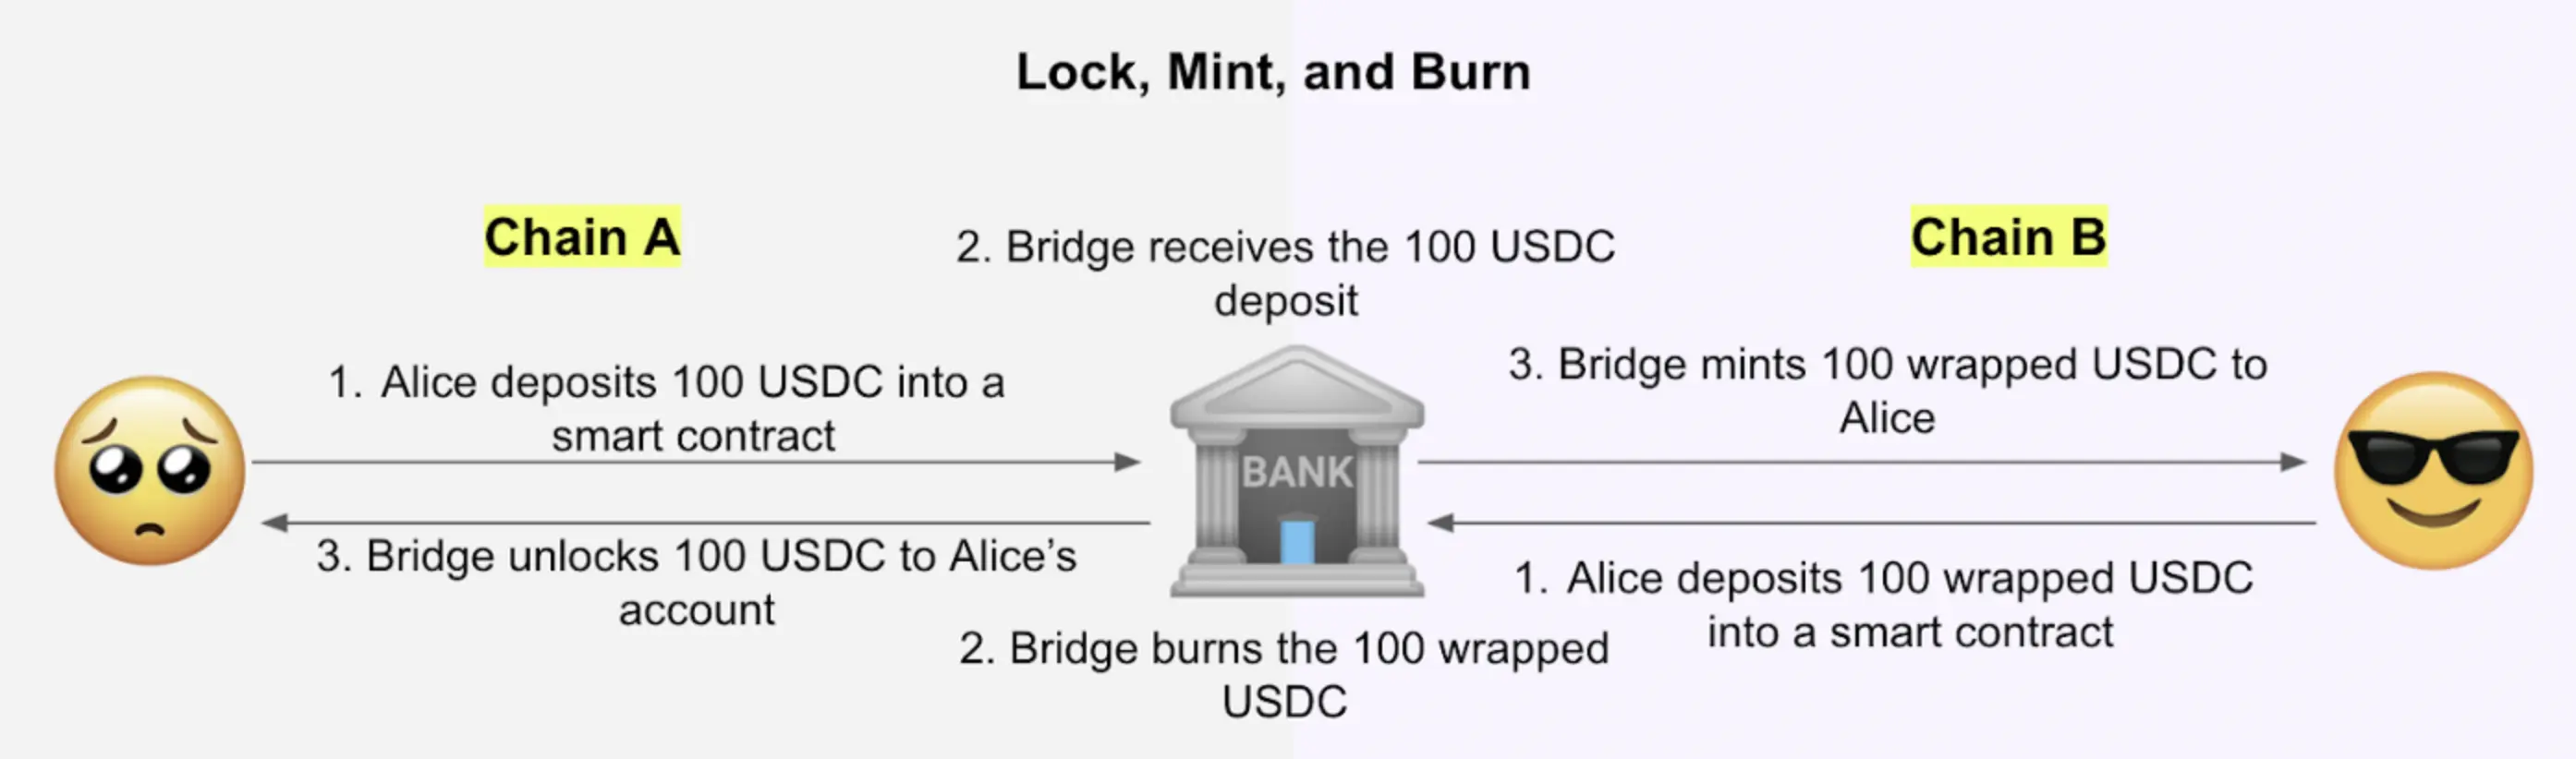 Lock, Mint, and Burn
Chain A
Chain B
2. Bridge receives the 100 USDC
deposit
1. Alice deposits 100 USDC into a
smart contract
3. Bridge mints 100 wrapped USDC to
Alice
BANK
3. Bridge unlocks 100 USDC to Alice’s
account
1. Alice deposits 100 wrapped USDC
into a smart contract
2. Bridge burns the 100 wrapped
USDC